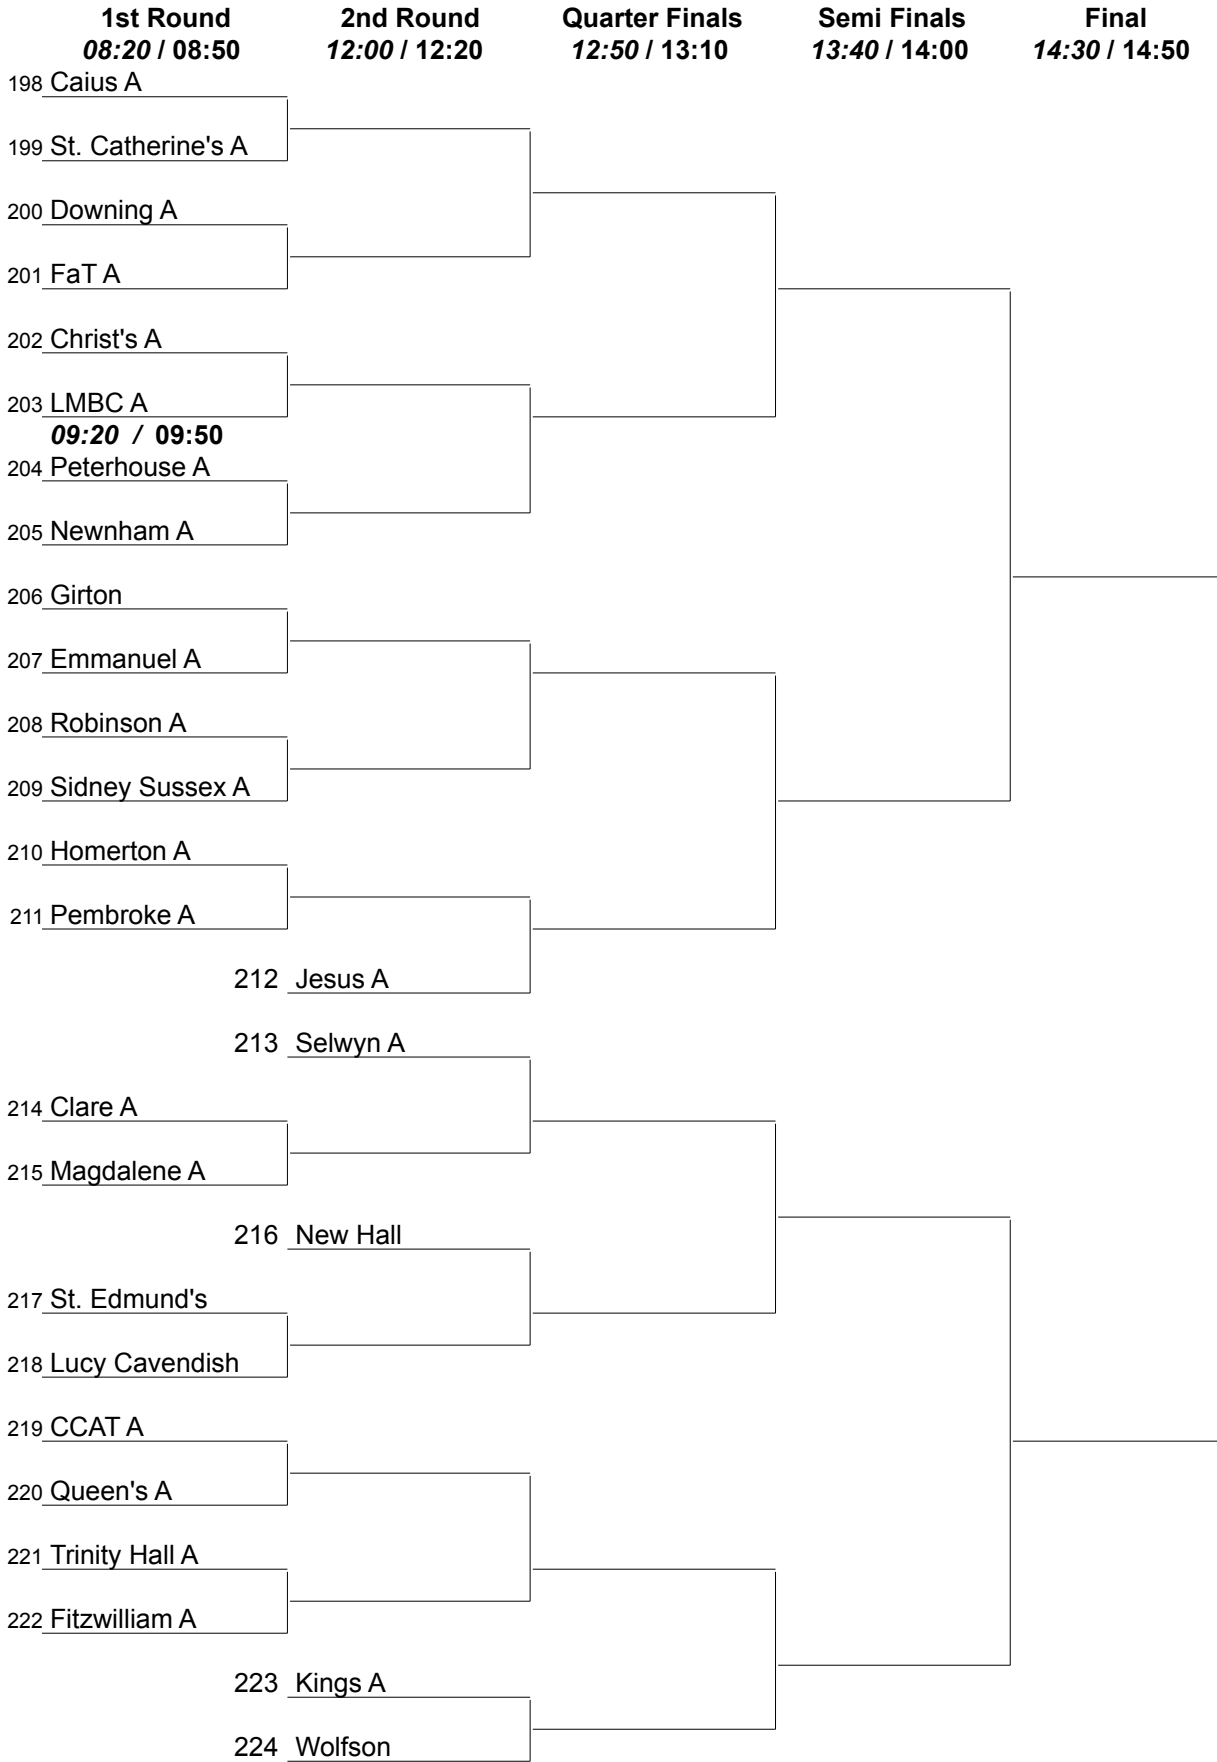 1st Round 2nd Round Quarter Finals Semi Finals Final
08:20 / 08:50 12:00 / 12:20 12:50 / 13:10 13:40 / 14:00 14:30 / 14:50
198 Caius A
199 St. Catherine's A
200 Downing A
201 FaT A
202 Christ's A
203 LMBC A
09:20 / 09:50
204 Peterhouse A
205 Newnham A
206 Girton
207 Emmanuel A
208 Robinson A
209 Sidney Sussex A
210 Homerton A
211 Pembroke A
212 Jesus A
213 Selwyn A
214 Clare A
215 Magdalene A
216 New Hall
217 St. Edmund's
218 Lucy Cavendish
219 CCAT A
220 Queen's A
221 Trinity Hall A
222 Fitzwilliam A
223 Kings A
224 Wolfson